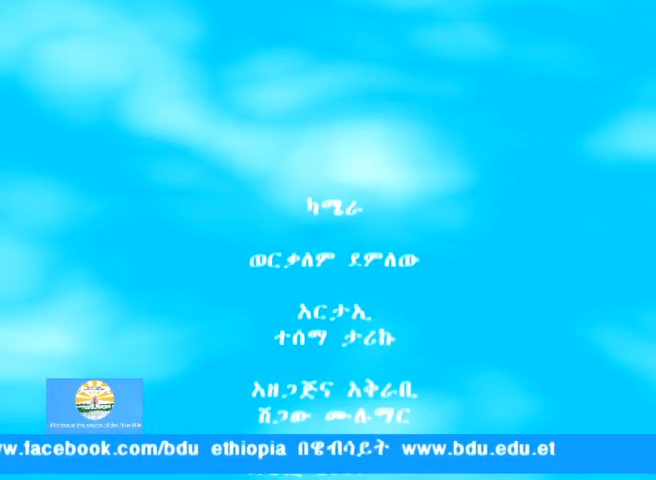 ካሜራ
ወርቃለም ደምለው
አርታኢ
ተሰማ ታሪኩ
አዘጋጅና አቅራቢ
ሽጋው ሙሉማር
w.facebook.com/bdu ethiopia በዌብሳይት www.bdu.edu.et